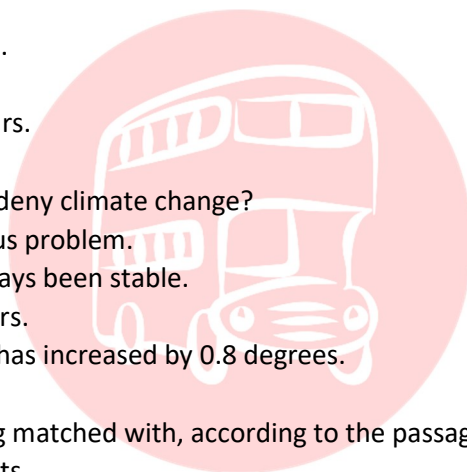 .
rs.
deny climate change?
us problem.
ays been stable.
rs.
has increased by 0.8 degrees.
g matched with, according to the passag
ts